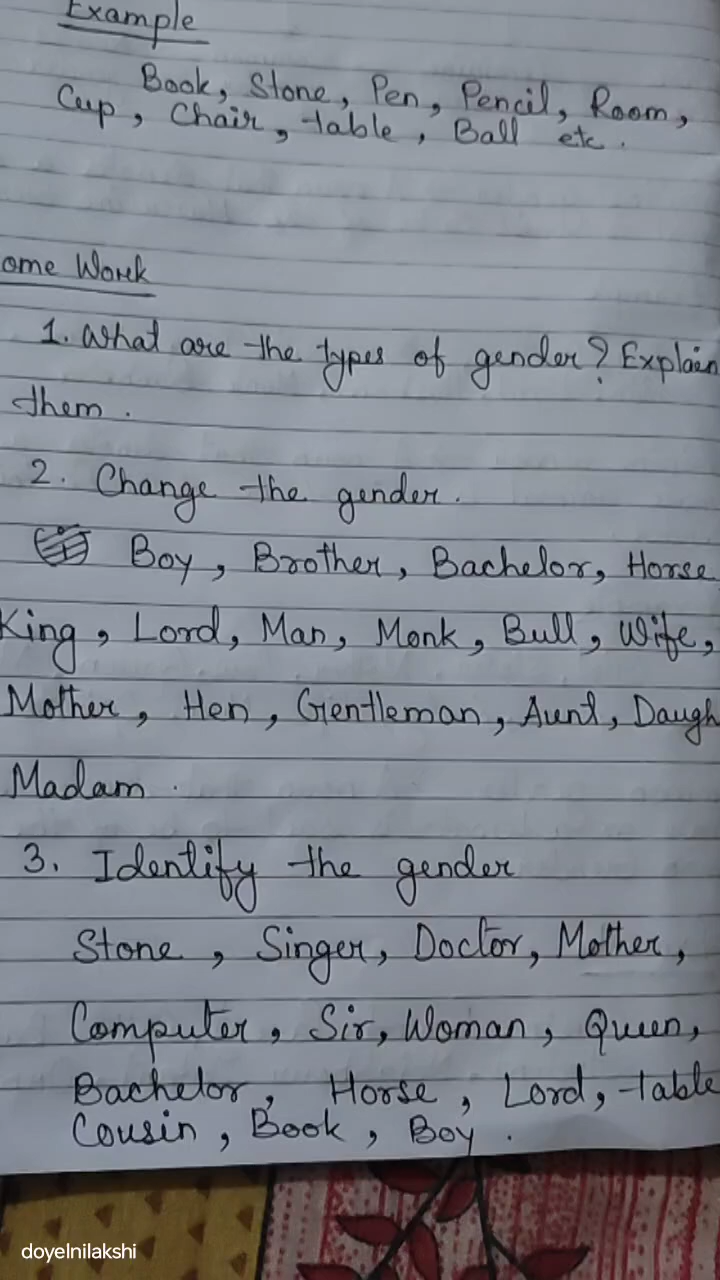 Example
Book, Stone, Pen, Pencil, Room,
Cup, Chair, table, Ball etc.
ome Work
1. What are the types of gender? Explain
them.
2. Change the gender.
Boy, Brother, Bachelor, Horse
King, Lord, Man, Monk, Bull, Wife,
Mother, Hen, Gentleman, Aunt, Daugh
Madam.
3. Identify the gender
Stone, Singer, Doctor, Mother,
Computer, Sir, Woman, Queen,
Bachelor, Horse, Lord, table
Cousin, Book, Boy.
doyelnilakshi